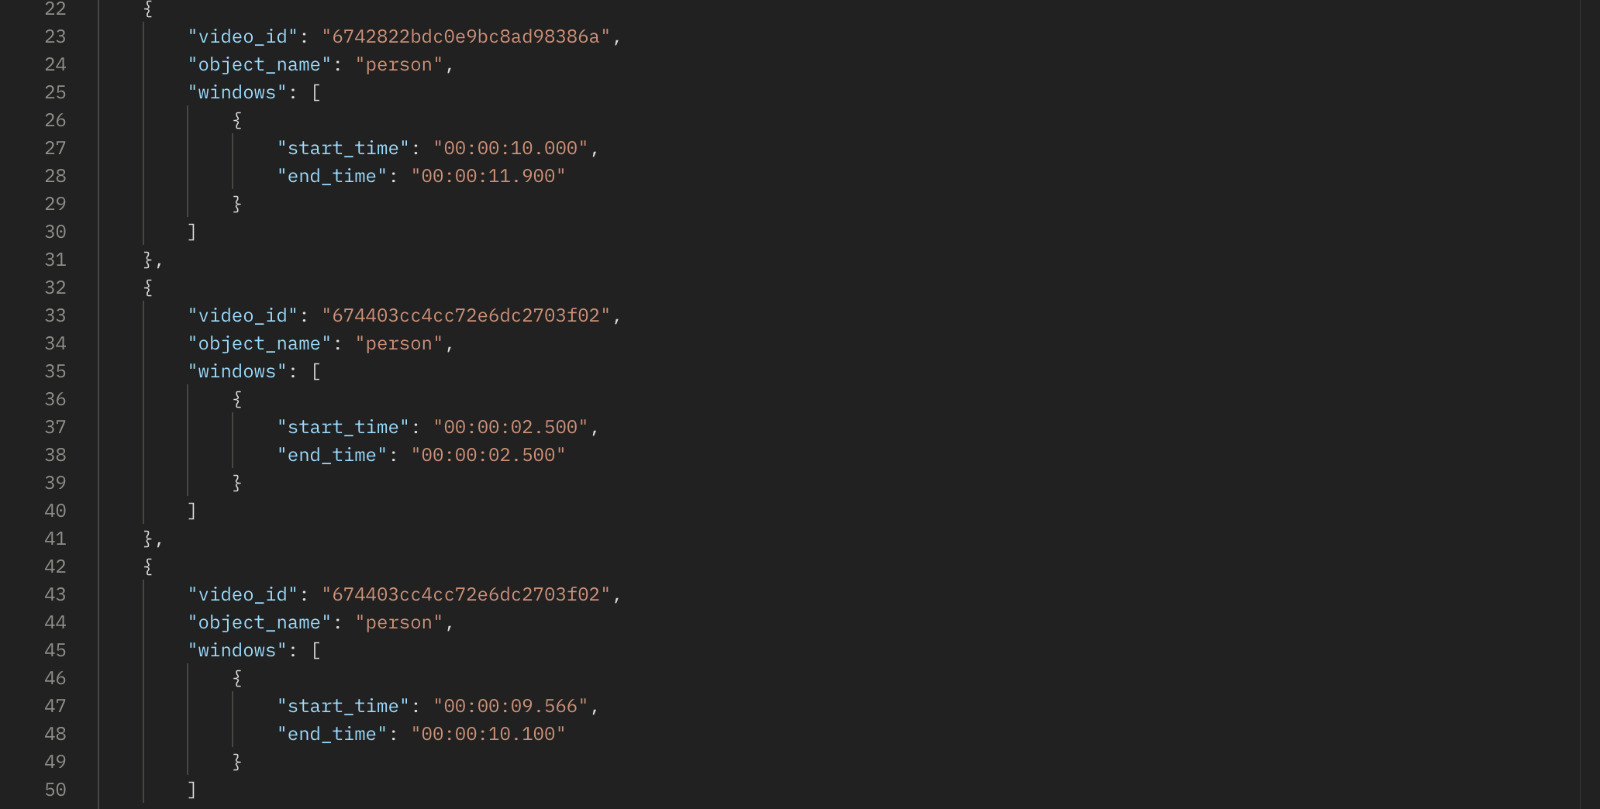 22 {
23 "video_id": "6742822bdc0e9bc8ad98386a",
24 "object_name": "person",
25 "windows": [
26 {
27 "start_time": "00:00:10.000",
28 "end_time": "00:00:11.900"
29 }
30 ]
31 },
32 {
33 "video_id": "674403cc4cc72e6dc2703f02",
34 "object_name": "person",
35 "windows": [
36 {
37 "start_time": "00:00:02.500",
38 "end_time": "00:00:02.500"
39 }
40 ]
41 },
42 {
43 "video_id": "674403cc4cc72e6dc2703f02",
44 "object_name": "person",
45 "windows": [
46 {
47 "start_time": "00:00:09.566",
48 "end_time": "00:00:10.100"
49 }
50 ]